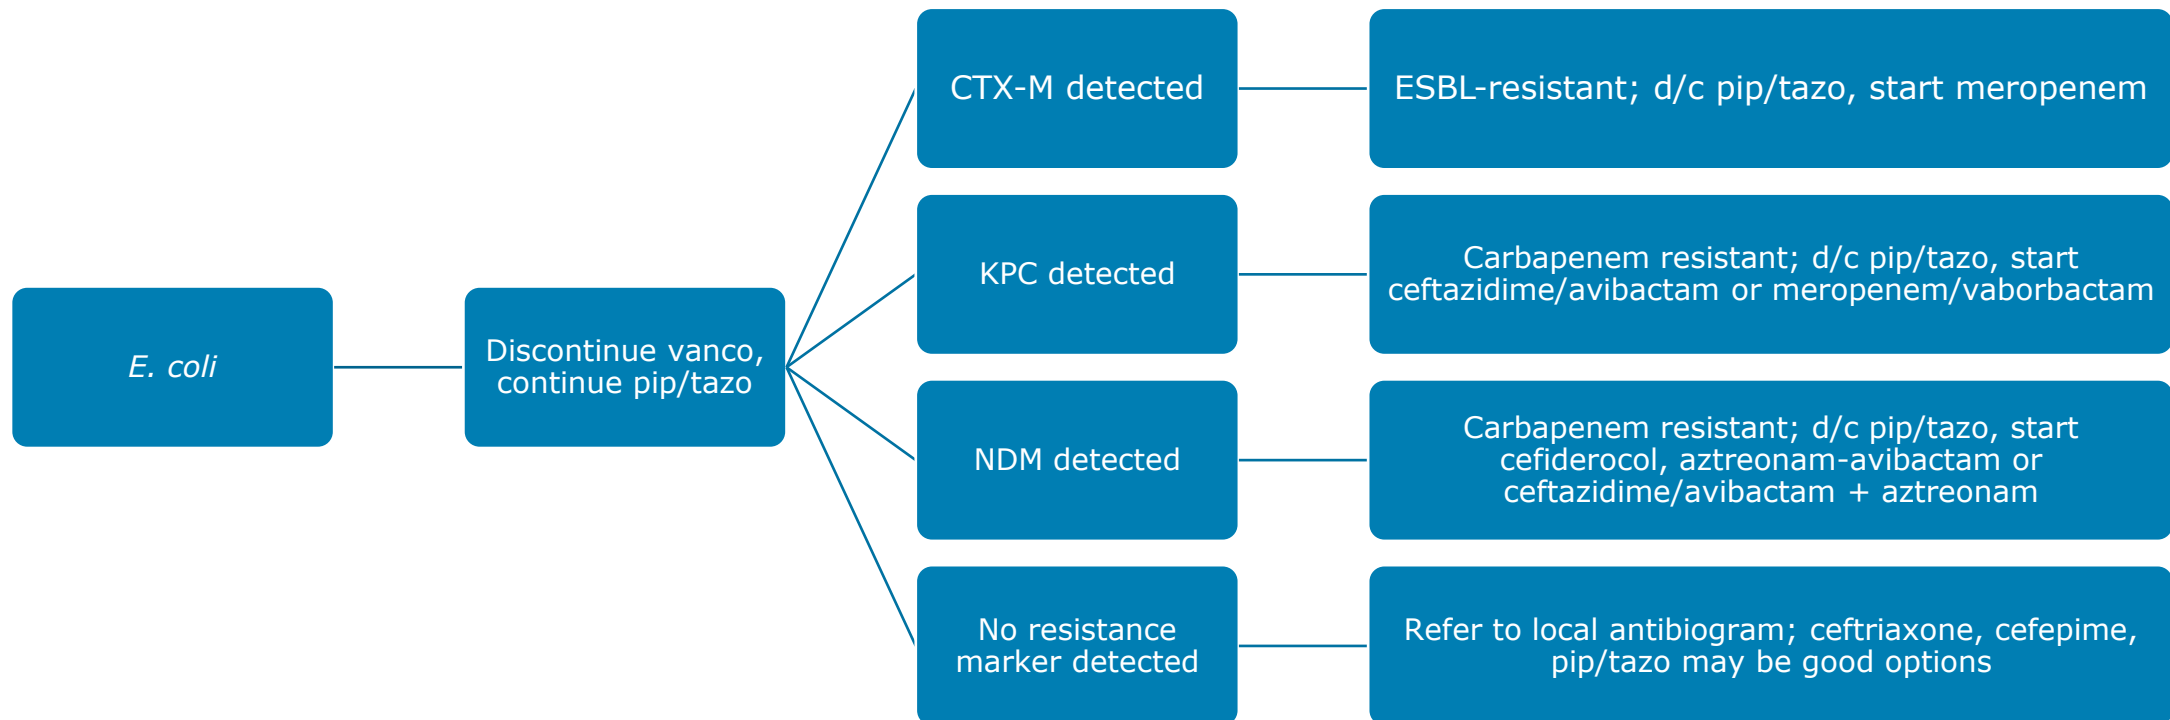 E. coli
Discontinue vanco,
continue pip/tazo
CTX-M detected
ESBL-resistant; d/c pip/tazo, start meropenem
KPC detected
Carbapenem resistant; d/c pip/tazo, start
ceftazidime/avibactam or meropenem/vaborbactam
NDM detected
Carbapenem resistant; d/c pip/tazo, start
cefiderocol, aztreonam-avibactam or
ceftazidime/avibactam + aztreonam
No resistance
marker detected
Refer to local antibiogram; ceftriaxone, cefepime,
pip/tazo may be good options